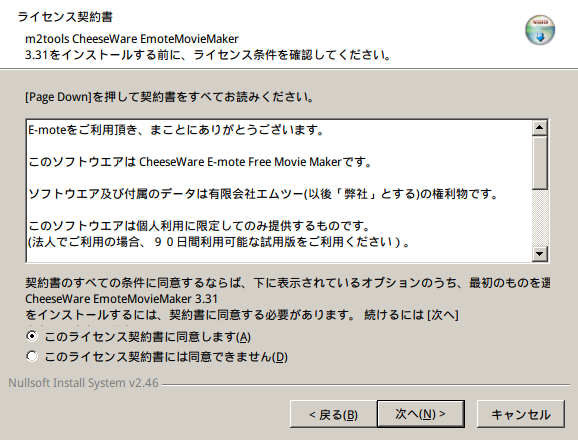 ライセンス契約書
m2tools CheeseWare EmoteMovieMaker
3.31をインストールする前に、ライセンス条件を確認してください。
[Page Down]を押して契約書をすべてお読みください。
E-moteをご利用頂き、まことにありがとうございます。
このソフトウエアは CheeseWare E-mote Free Movie Makerです。
ソフトウエア及び付属のデータは有限会社エムツー(以後「弊社」とする)の権利物です。
このソフトウエアは個人利用に限定してのみ提供するものです。
(法人でご利用の場合、９０日間利用可能な試用版をご利用ください）。
契約書のすべての条件に同意するならば、下に表示されているオプションのうち、最初のものを選
CheeseWare EmoteMovieMaker 3.31
をインストールするには、契約書に同意する必要があります。 続けるには [次へ]
このライセンス契約書に同意します(A)
このライセンス契約書には同意できません(D)
Nullsoft Install System v2.46
< 戻る(B)
次へ(N) >
キャンセル